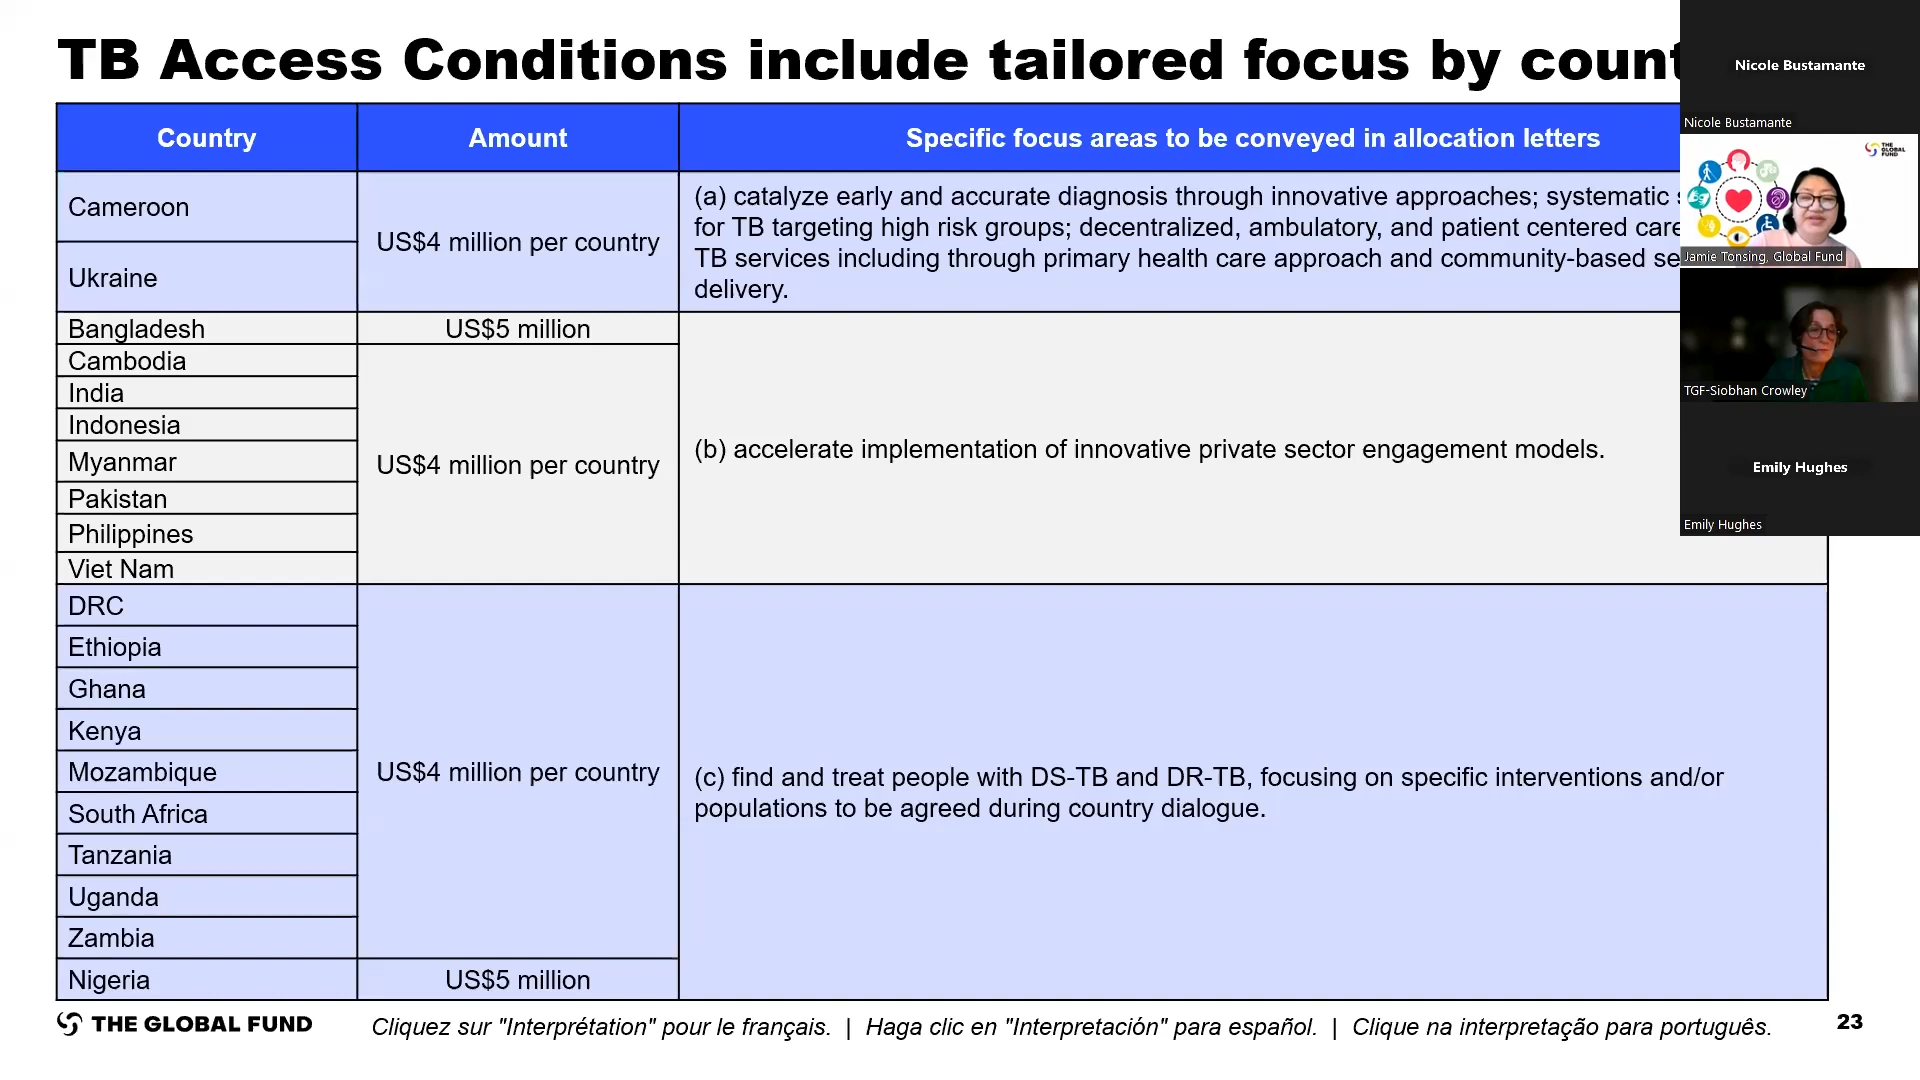 TB Access Conditions include tailored focus by
Country
Amount
Specific focus areas to be conveyed in allocation letters
Cameroon
Ukraine
US$4 million per country
(a) catalyze early and accurate diagnosis through innovative approaches; systematic
for TB targeting high risk groups; decentralized, ambulatory, and patient centered care
TB services including through primary health care approach and community-based
delivery.
Bangladesh
US$5 million
Cambodia
India
Indonesia
Myanmar
Pakistan
Philippines
Viet Nam
US$4 million per country
(b) accelerate implementation of innovative private sector engagement models.
DRC
Ethiopia
Ghana
Kenya
Mozambique
South Africa
Tanzania
Uganda
Zambia
US$4 million per country
Nigeria
US$5 million
(c) find and treat people with DS-TB and DR-TB, focusing on specific interventions and/or
populations to be agreed during country dialogue.
THE GLOBAL FUND
Cliquez sur "Interprétation" pour le français. | Haga clic en "Interpretación" para español. | Clique na interpretação para português.
23
Nicole Bustamante
Nicole Bustamante
THE
GLOBAL
FUND
Jamie Tonsing, Global Fund
TGF-Siobhan Crowley
Emily Hughes
Emily Hughes